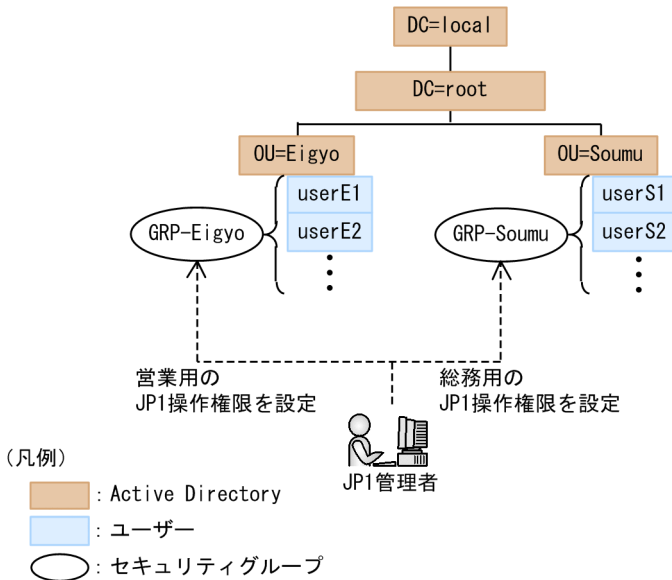 DC=local
DC=root
OU=Eigyo
OU=Soumu
userE1
userS1
GRP-Eigyo
userE2
GRP-Soumu
userS2
営業用の
JP1操作権限を設定
総務用の
JP1操作権限を設定
JP1管理者
(凡例)
: Active Directory
: ユーザー
: セキュリティグループ